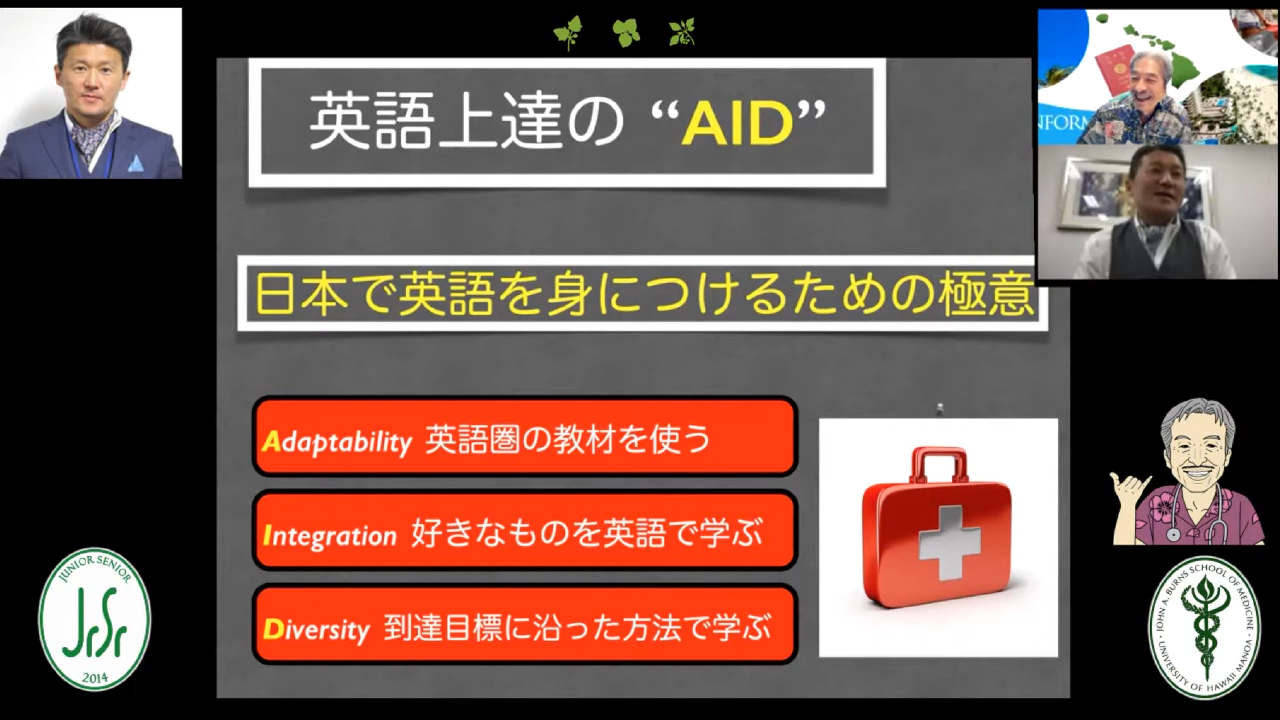 英語上達の “AID”
日本で英語を身につけるための極意
Adaptability 英語圏の教材を使う
Integration 好きなものを英語で学ぶ
Diversity 到達目標に沿った方法で学ぶ
NFORM
JUNIOR SENIOR
JrSr
2014
JOHN A. BURNS SCHOOL OF MEDICINE
UNIVERSITY OF HAWAII MANOA